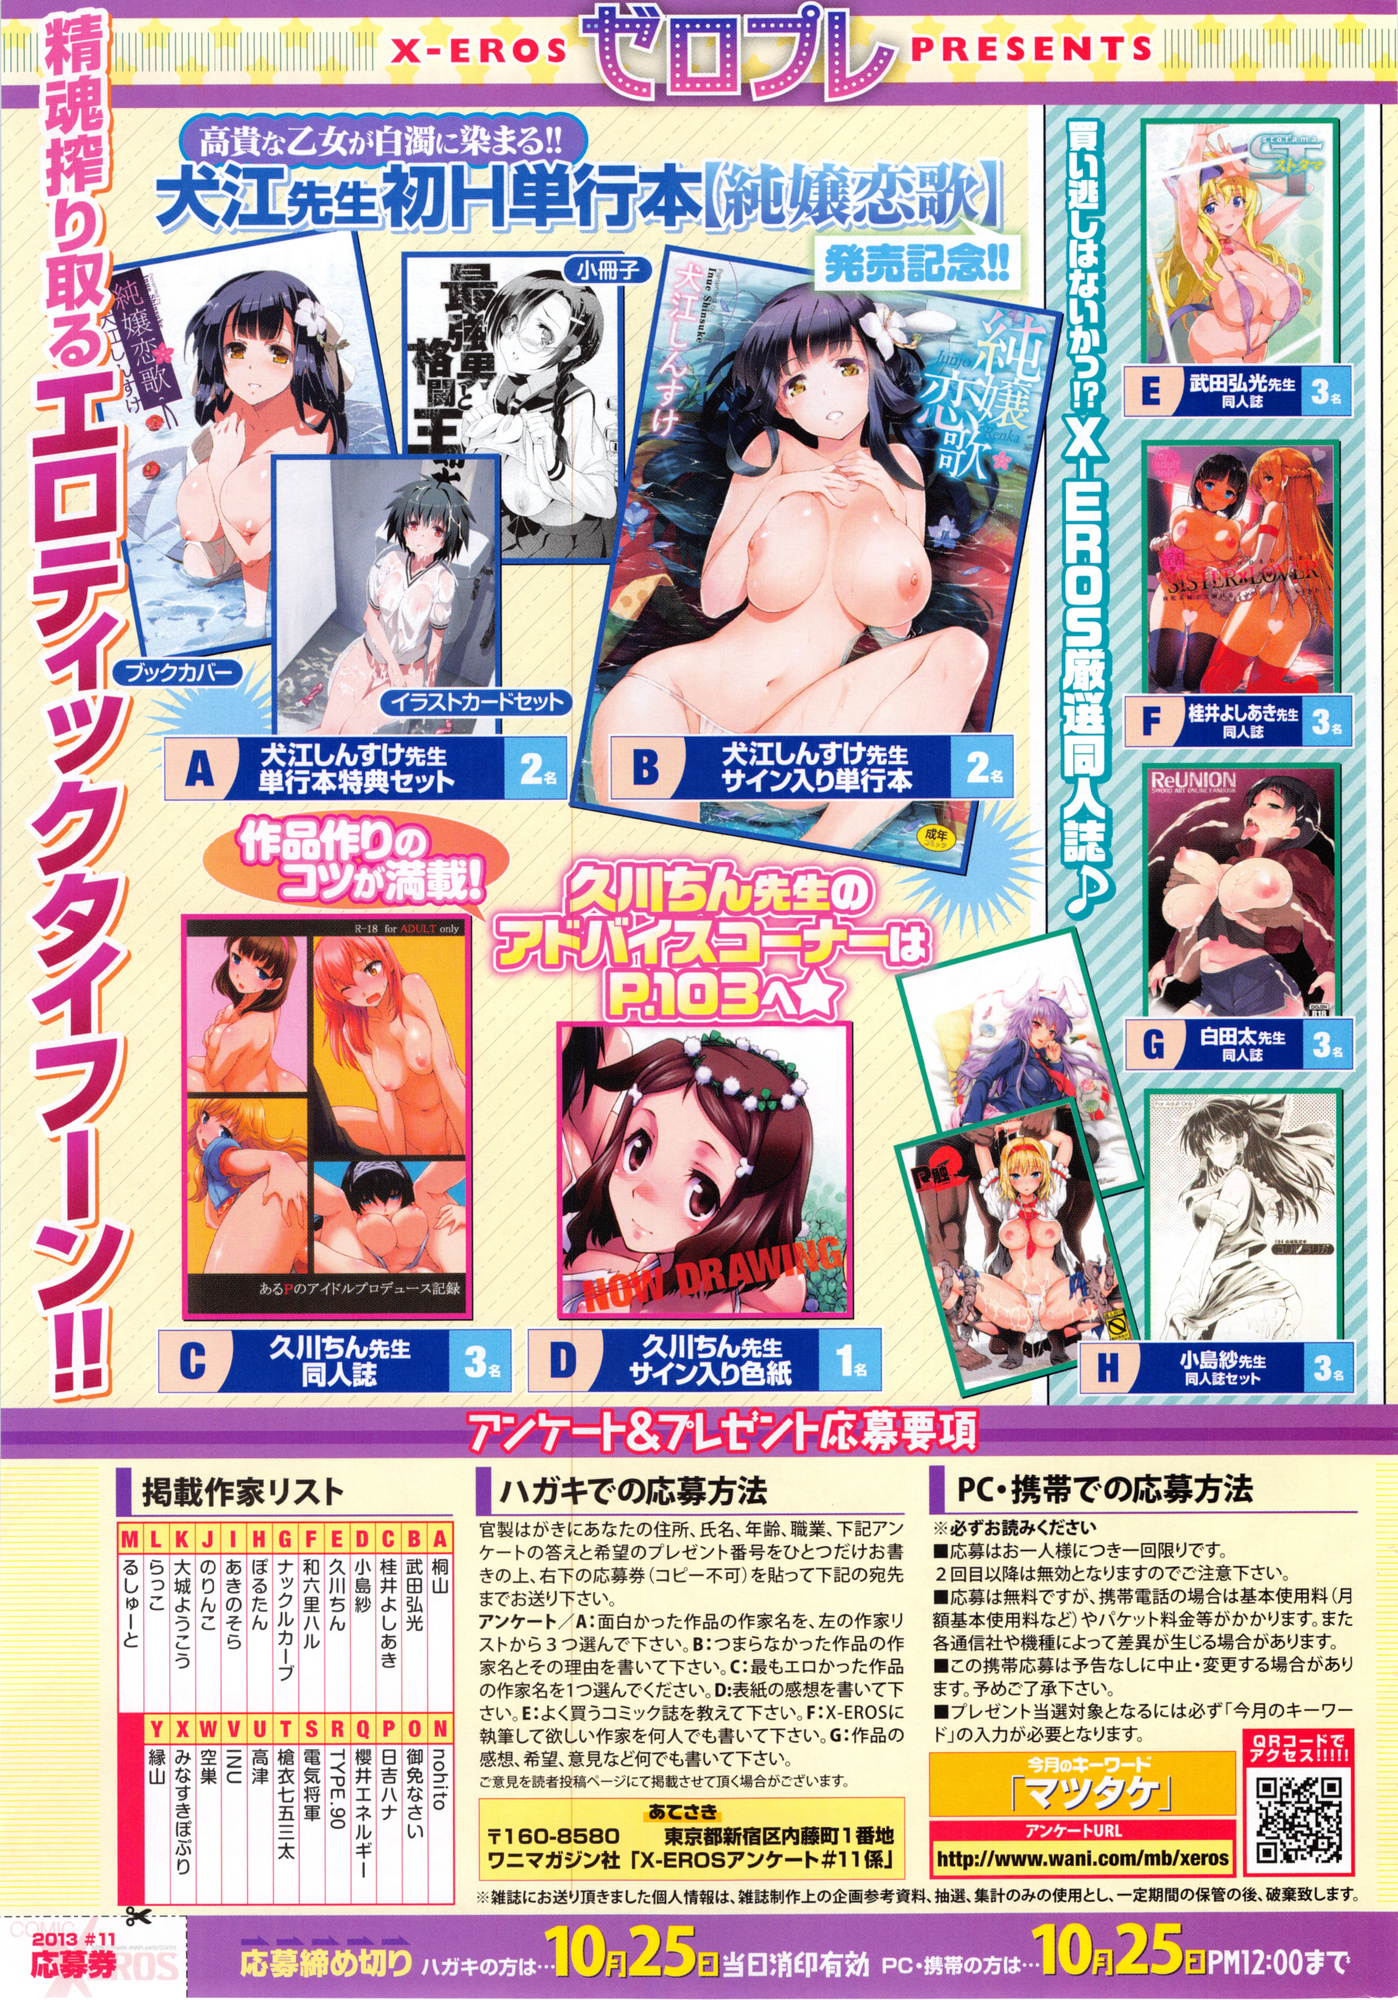 X-EROS ゼロプレ PRESENTS
精魂搾り取るエロティックタイフーン!!
高貴な乙女が白濁に染まる!!
犬江先生初H単行本【純嬢恋歌】
発売記念!!
純嬢恋歌
犬江しんすけ
ブックカバー
最強男と
格闘王
小冊子
イラストカードセット
A
犬江しんすけ先生
単行本特典セット
2名
犬江しんすけ
Inue Shinsuke
純嬢恋歌
Junjo
Renka
成年
コミック
B
犬江しんすけ先生
サイン入り単行本
2名
作品作りの
コツが満載!
R-18 for ADULT only
あるPのアイドルプロデュース記録
C
久川ちん先生
同人誌
3名
久川ちん先生の
アドバイスコーナーは
P.103へ★
NOW DRAWING
D
久川ちん先生
サイン入り色紙
1名
買い逃しはないかっ!? X-EROS厳選同人誌♪
ST
ストタマ
E
武田弘光先生
同人誌
3名
SISTER LOVER
F
桂井よしあき先生
同人誌
3名
ReUNION
SWORD ART ONLINE FANBOOK
R18
G
白田太先生
同人誌
3名
H
小島紗先生
同人誌セット
3名
アンケート&プレゼント応募要項
掲載作家リスト
A 桐山
B 武田弘光
C 桂井よしあき
D 小島紗
E 久川ちん
F 和六里ハル
G ナックルカーブ
H ぽるたん
I あきのそら
J のりんこ
K 大城ようこう
L らっこ
M るしゅーと
N nohito
O 御免なさい
P 日吉ハナ
Q 櫻井エネルギー
R TYPE.90
S 電気将軍
T 槍衣七五三太
U 高津
V INU
W 空巣
X みなすきぽぷり
Y 縁山
ハガキでの応募方法
官製はがきにあなたの住所、氏名、年齢、職業、下記アン
ケートの答えと希望のプレゼント番号をひとつだけお書
きの上、右下の応募券(コピー不可)を貼って下記の宛先
までお送り下さい。
アンケート/A:面白かった作品の作家名を、左の作家リ
ストから3つ選んで下さい。B:つまらなかった作品の作
家名とその理由を書いて下さい。C:最もエロかった作品
の作家名を1つ選んでください。D:表紙の感想を書いて下
さい。E:よく買うコミック誌を教えて下さい。F:X-EROSに
執筆して欲しい作家を何人でも書いて下さい。G:作品の
感想、希望、意見など何でも書いて下さい。
ご意見を読者投稿ページにて掲載させて頂く場合がございます。
あてさき
〒160-8580 東京都新宿区内藤町1番地
ワニマガジン社「X-EROSアンケート#11係」
PC・携帯での応募方法
※必ずお読みください
■応募はお一人様につき一回限りです。
2回目以降は無効となりますのでご注意下さい。
■応募は無料ですが、携帯電話の場合は基本使用料(月
額基本使用料など)やパケット料金等がかかります。また
各通信社や機種によって差異が生じる場合があります。
■この携帯応募は予告なしに中止・変更する場合があり
ます。予めご了承下さい。
■プレゼント当選対象となるには必ず「今月のキーワー
ド」の入力が必要となります。
今月のキーワード
「マツタケ」
アンケートURL
http://www.wani.com/mb/xeros
QRコードで
アクセス!!!!!
※雑誌にお送り頂きました個人情報は、雑誌制作上の企画参考資料、抽選、集計のみの使用とし、一定期間の保管の後、破棄致します。
COMIC X-EROS
2013 #11
応募券
応募締め切り ハガキの方は…10月25日当日消印有効 PC・携帯の方は…10月25日PM12:00まで